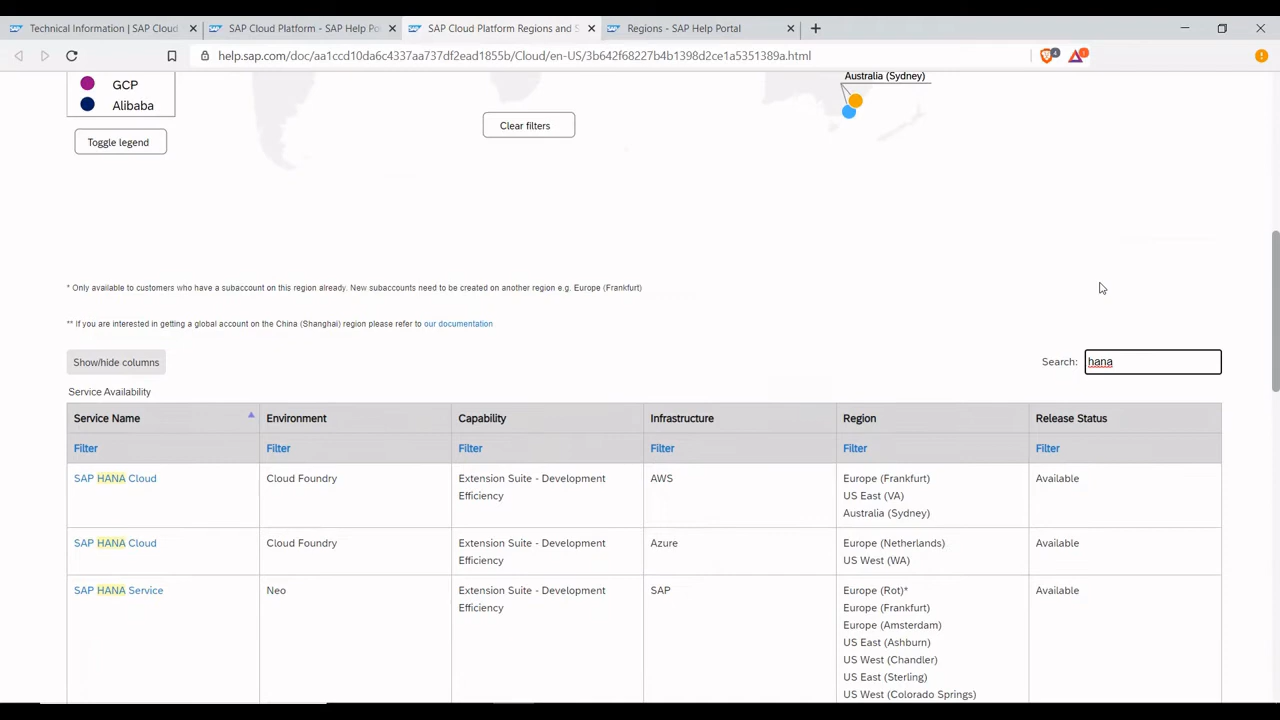 Technical Information | SAP Cloud
SAP Cloud Platform - SAP Help Po
SAP Cloud Platform Regions and S
Regions - SAP Help Portal
help.sap.com/doc/aa1ccd10da6c4337aa737df2ead1855b/Cloud/en-US/3b642f68227b4b1398d2ce1a5351389a.html
4
1
GCP
Alibaba
Toggle legend
Clear filters
Australia (Sydney)
* Only available to customers who have a subaccount on this region already. New subaccounts need to be created on another region e.g. Europe (Frankfurt)
** If you are interested in getting a global account on the China (Shanghai) region please refer to our documentation
Show/hide columns
Search: hana
Service Availability
Service Name Environment Capability Infrastructure Region Release Status
Filter Filter Filter Filter Filter Filter
SAP HANA Cloud Cloud Foundry Extension Suite - Development AWS Europe (Frankfurt) Available
Efficiency US East (VA)
Australia (Sydney)
SAP HANA Cloud Cloud Foundry Extension Suite - Development Azure Europe (Netherlands) Available
Efficiency US West (WA)
SAP HANA Service Neo Extension Suite - Development SAP Europe (Rot)* Available
Efficiency Europe (Frankfurt)
Europe (Amsterdam)
US East (Ashburn)
US West (Chandler)
US East (Sterling)
US West (Colorado Springs)